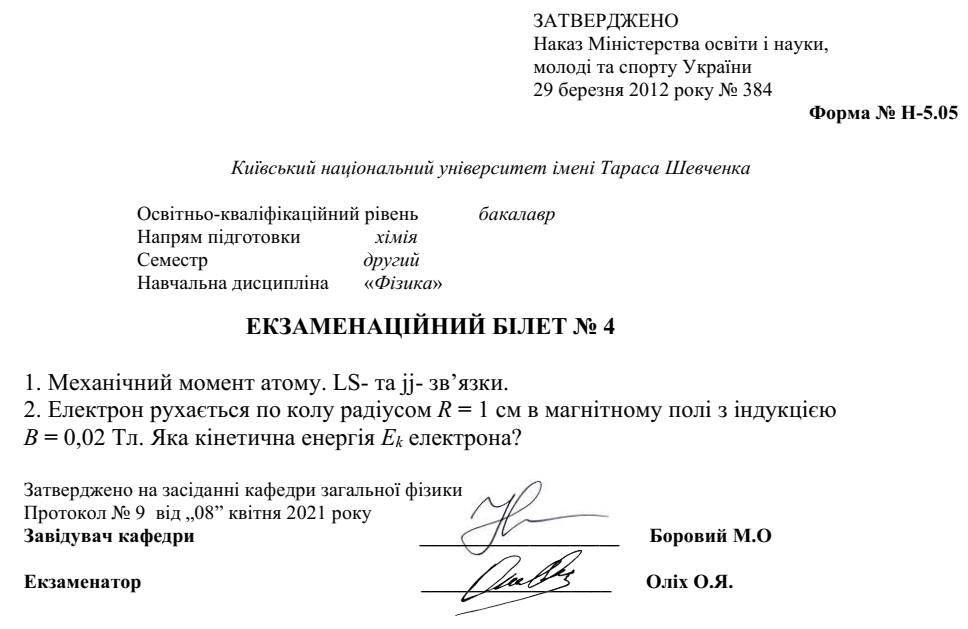 ЗАТВЕРДЖЕНО
Наказ Міністерства освіти і науки,
молоді та спорту України
29 березня 2012 року № 384
Форма № Н-5.05
Київський національний університет імені Тараса Шевченка
Освітньо-кваліфікаційний рівень бакалавр
Напрям підготовки хімія
Семестр другий
Навчальна дисципліна «Фізика»
ЕКЗАМЕНАЦІЙНИЙ БІЛЕТ № 4
1. Механічний момент атому. LS- та jj- зв’язки.
2. Електрон рухається по колу радіусом R = 1 см в магнітному полі з індукцією
B = 0,02 Тл. Яка кінетична енергія Ek електрона?
Затверджено на засіданні кафедри загальної фізики
Протокол № 9 від „08” квітня 2021 року
Завідувач кафедри Боровий М.О
Екзаменатор Оліх О.Я.